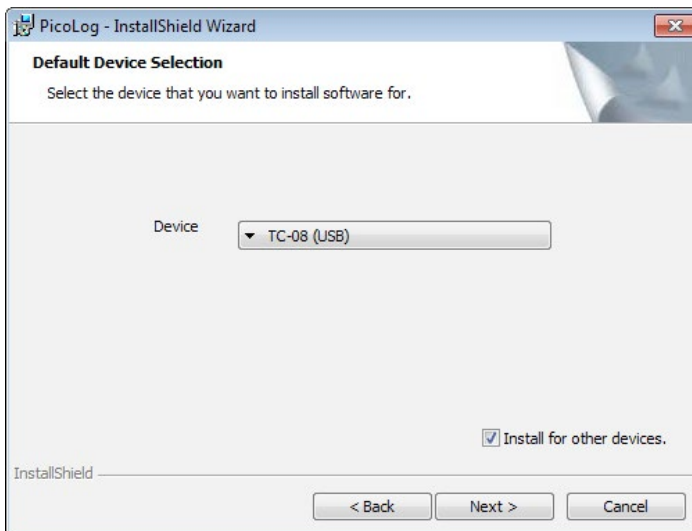 PicoLog - InstallShield Wizard
Default Device Selection
Select the device that you want to install software for.
Device
TC-08 (USB)
Install for other devices.
InstallShield
< Back
Next >
Cancel